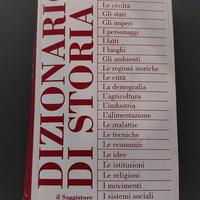 DIZIONARIO
DI STORIA
il Saggiatore
Le civiltà
Gli stati
Gli imperi
I personaggi
I fatti
I luoghi
Gli ambienti
Le regioni storiche
Le città
La demografia
L'agricoltura
L'industria
L'alimentazione
Le malattie
Le tecniche
Le economie
Le idee
Le istituzioni
Le religioni
I movimenti
I sistemi sociali